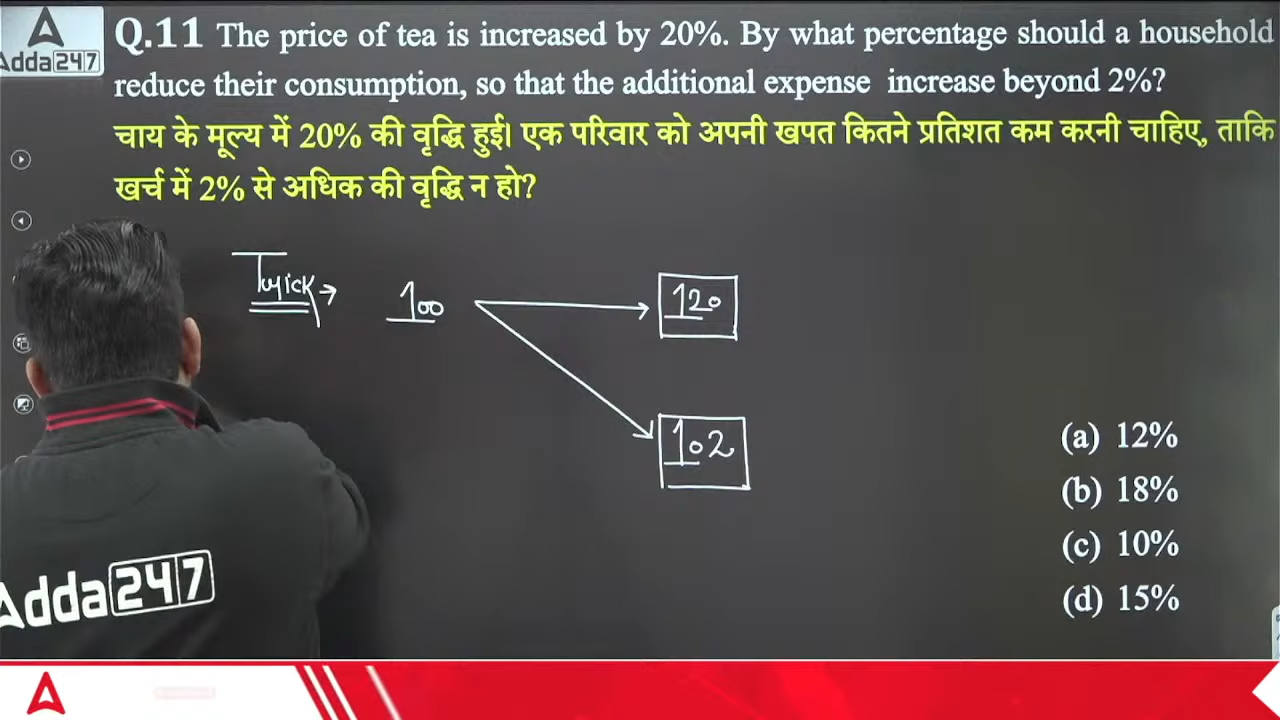 Adda247
Q.11 The price of tea is increased by 20%. By what percentage should a household
reduce their consumption, so that the additional expense increase beyond 2%?
चाय के मूल्य में 20% की वृद्धि हुई। एक परिवार को अपनी खपत कितने प्रतिशत कम करनी चाहिए, ताकि
खर्च में 2% से अधिक की वृद्धि न हो?
Trick → 100 120
102
(a) 12%
(b) 18%
(c) 10%
(d) 15%
Adda247